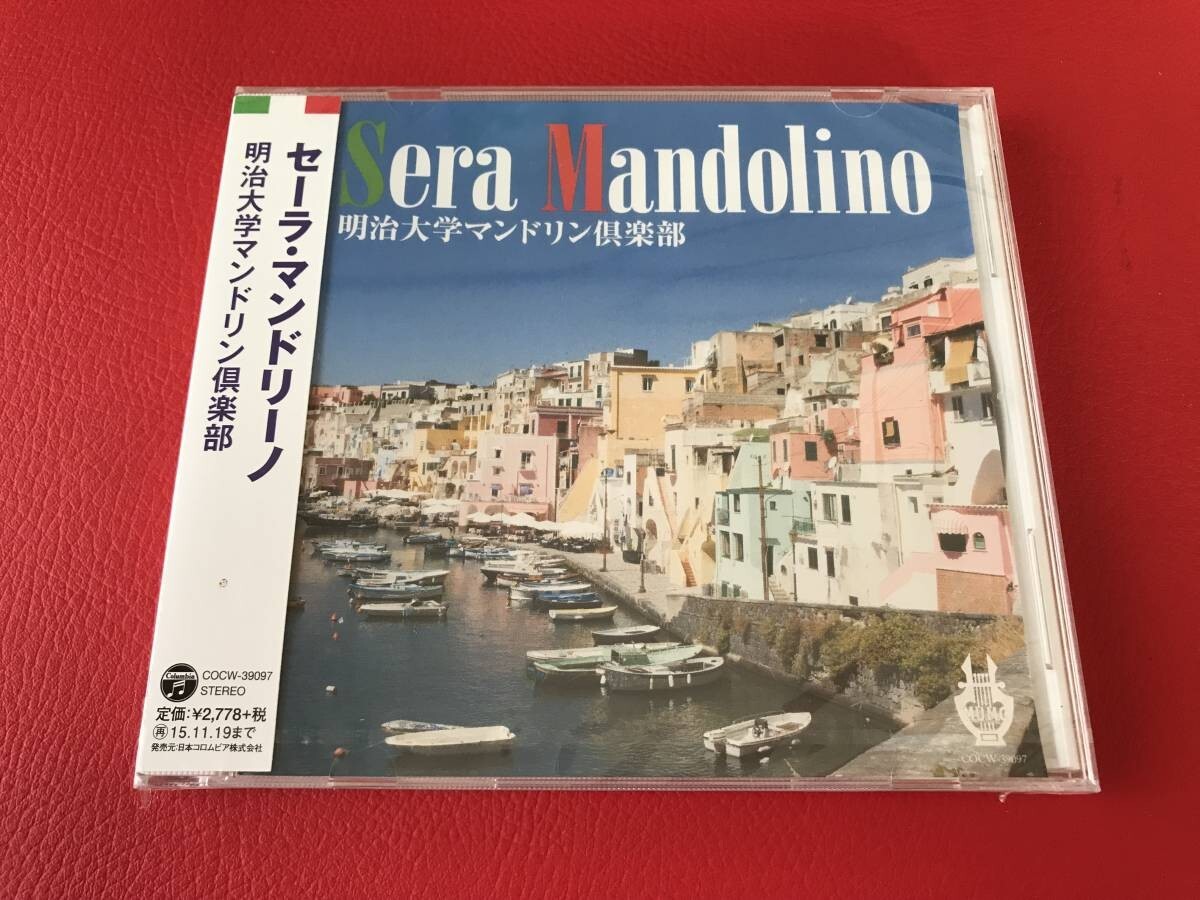 セーラ・マンドリーノ
明治大学マンドリン倶楽部
Columbia
COCW-39097
STEREO
定価:¥2,778+税
再15.11.19まで
発売元:日本コロムビア株式会社
Sera Mandolino
明治大学マンドリン倶楽部
COCW-39097